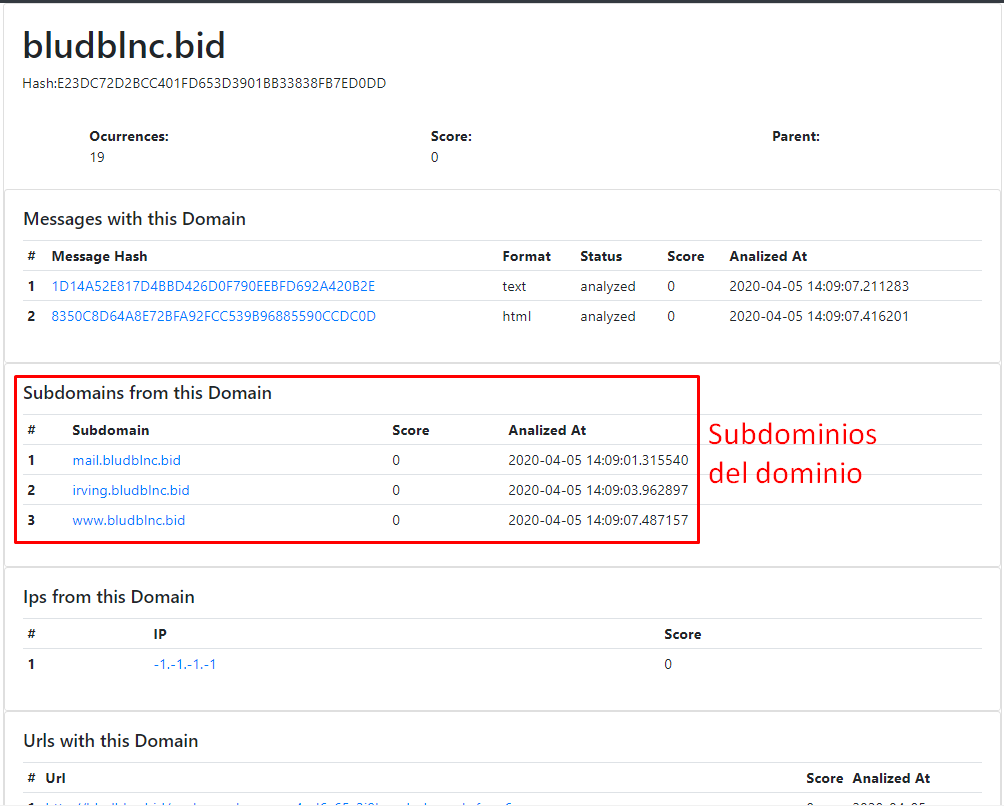 bludblnc.bid
Hash:E23DC72D2BCC401FD653D3901BB33838FB7ED0DD
Ocurrences: Score: Parent:
19 0
Messages with this Domain
# Message Hash Format Status Score Analized At
1 1D14A52E817D4BBD426D0F790EEBFD692A420B2E text analyzed 0 2020-04-05 14:09:07.211283
2 8350C8D64A8E72BFA92FCC539B96885590CCDC0D html analyzed 0 2020-04-05 14:09:07.416201
Subdomains from this Domain
# Subdomain Score Analized At
1 mail.bludblnc.bid 0 2020-04-05 14:09:01.315540
2 irving.bludblnc.bid 0 2020-04-05 14:09:03.962897
3 www.bludblnc.bid 0 2020-04-05 14:09:07.487157
Subdominios
del dominio
Ips from this Domain
# IP Score
1 -1.-1.-1.-1 0
Urls with this Domain
# Url Score Analized At